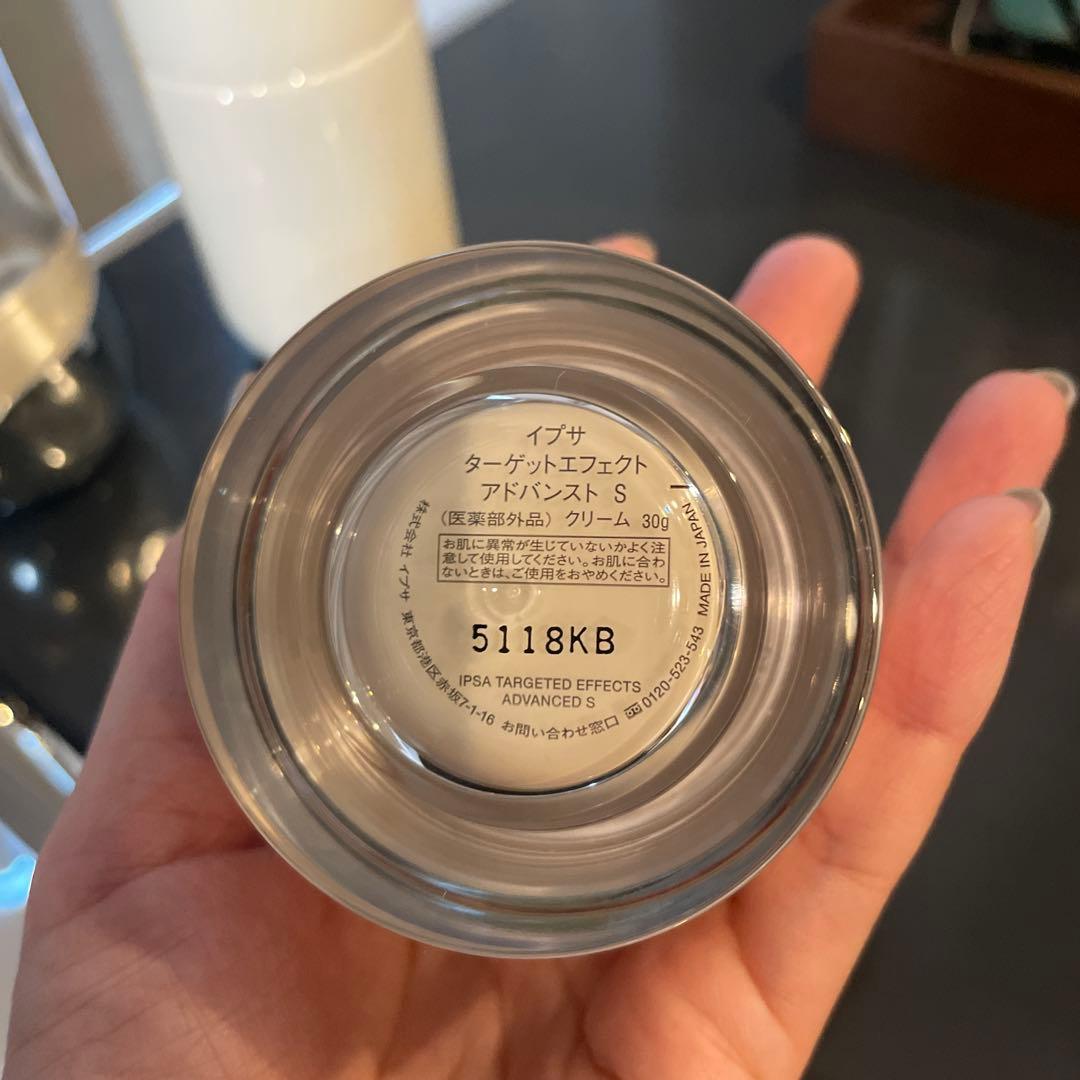 イプサ
ターゲットエフェクト
アドバンスト S
(医薬部外品) クリーム 30g
お肌に異常が生じていないかよく注
意して使用してください。お肌に合わ
ないときは、ご使用をおやめください。
5118KB
IPSA TARGETED EFFECTS
ADVANCED S
株式会社 イプサ 東京都港区赤坂7-1-16 お問い合わせ窓口 0120-523-543 MADE IN JAPAN